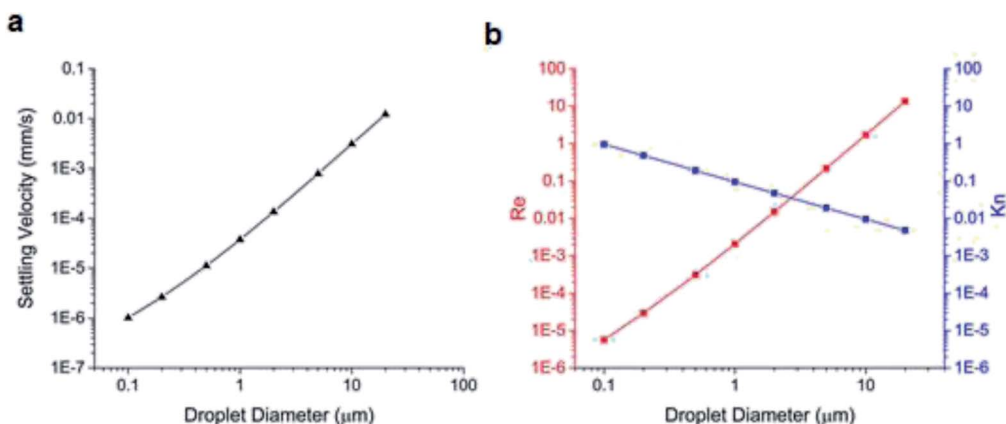 a
0.1
0.01
1E-3
1E-4
1E-5
1E-6
1E-7
Settling Velocity (mm/s)
0.1 1 10 100
Droplet Diameter (μm)
b
100
10
1
0.1
0.01
1E-3
1E-4
1E-5
1E-6
Re
0.1 1 10
Droplet Diameter (μm)
100
10
1
0.1
0.01
1E-3
1E-4
1E-5
1E-6
Kn